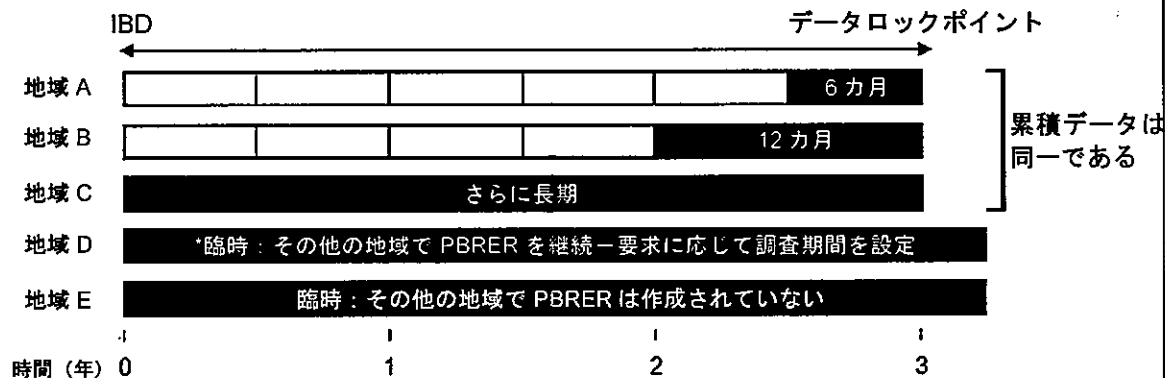 IBD データロックポイント
地域 A 6 カ月
地域 B 12 カ月
地域 C さらに長期
累積データは
同一である
地域 D *臨時:その他の地域で PBRER を継続ー要求に応じて調査期間を設定
地域 E 臨時:その他の地域で PBRER は作成されていない
時間(年) 0 1 2 3